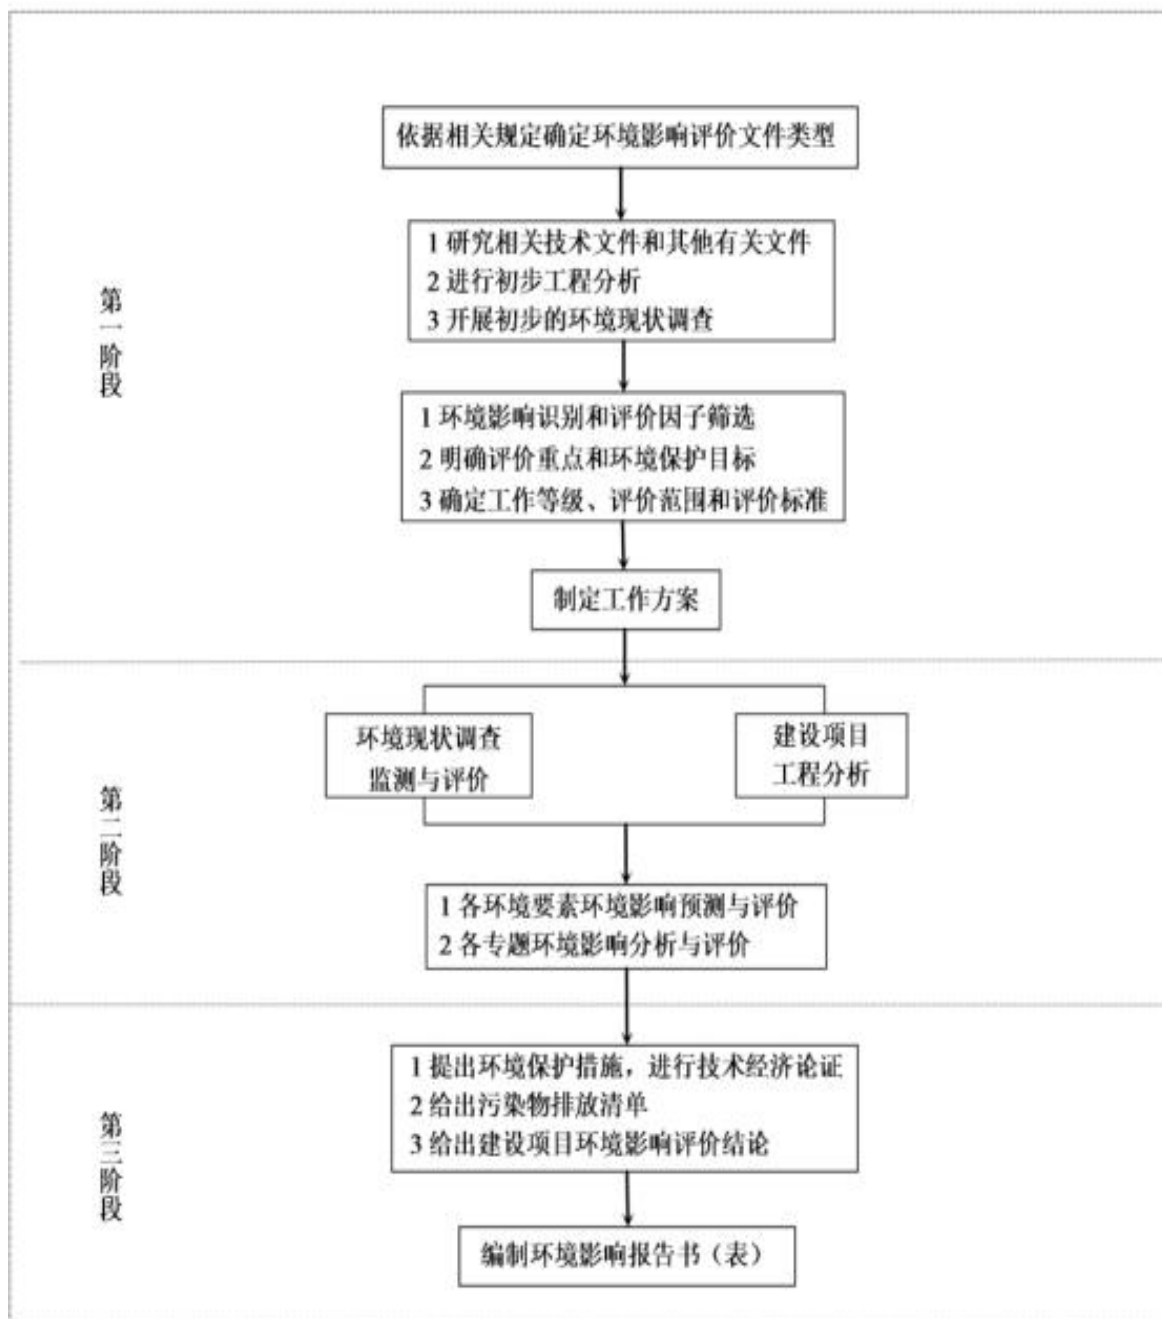 依据相关规定确定环境影响评价文件类型
1 研究相关技术文件和其他有关文件
2 进行初步工程分析
3 开展初步的环境现状调查
第一阶段
1 环境影响识别和评价因子筛选
2 明确评价重点和环境保护目标
3 确定工作等级、评价范围和评价标准
制定工作方案
环境现状调查
监测与评价
建设项目
工程分析
第二阶段
1 各环境要素环境影响预测与评价
2 各专题环境影响分析与评价
1 提出环境保护措施，进行技术经济论证
2 给出污染物排放清单
3 给出建设项目环境影响评价结论
第三阶段
编制环境影响报告书（表）